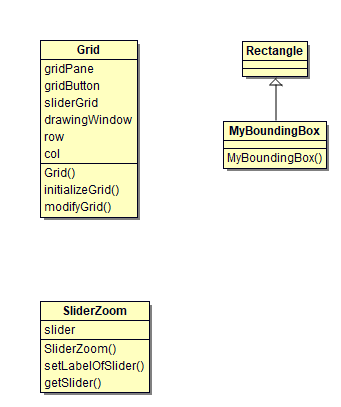 Grid
gridPane
gridButton
sliderGrid
drawingWindow
row
col
Grid()
initializeGrid()
modifyGrid()
Rectangle
MyBoundingBox
MyBoundingBox()
SliderZoom
slider
SliderZoom()
setLabelOfSlider()
getSlider()